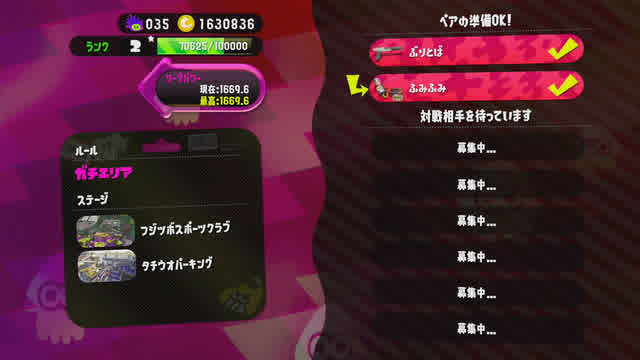 035 1630836
ランク 2 70625/100000
リーグパワー
現在:1669.6
最高:1669.6
ルール
ガチエリア
ステージ
フジツボスポーツクラブ
タチウオパーキング
ペアの準備OK!
ぷりとぱ
ふみふみ
対戦相手を待っています
募集中...
募集中...
募集中...
募集中...
募集中...
募集中...